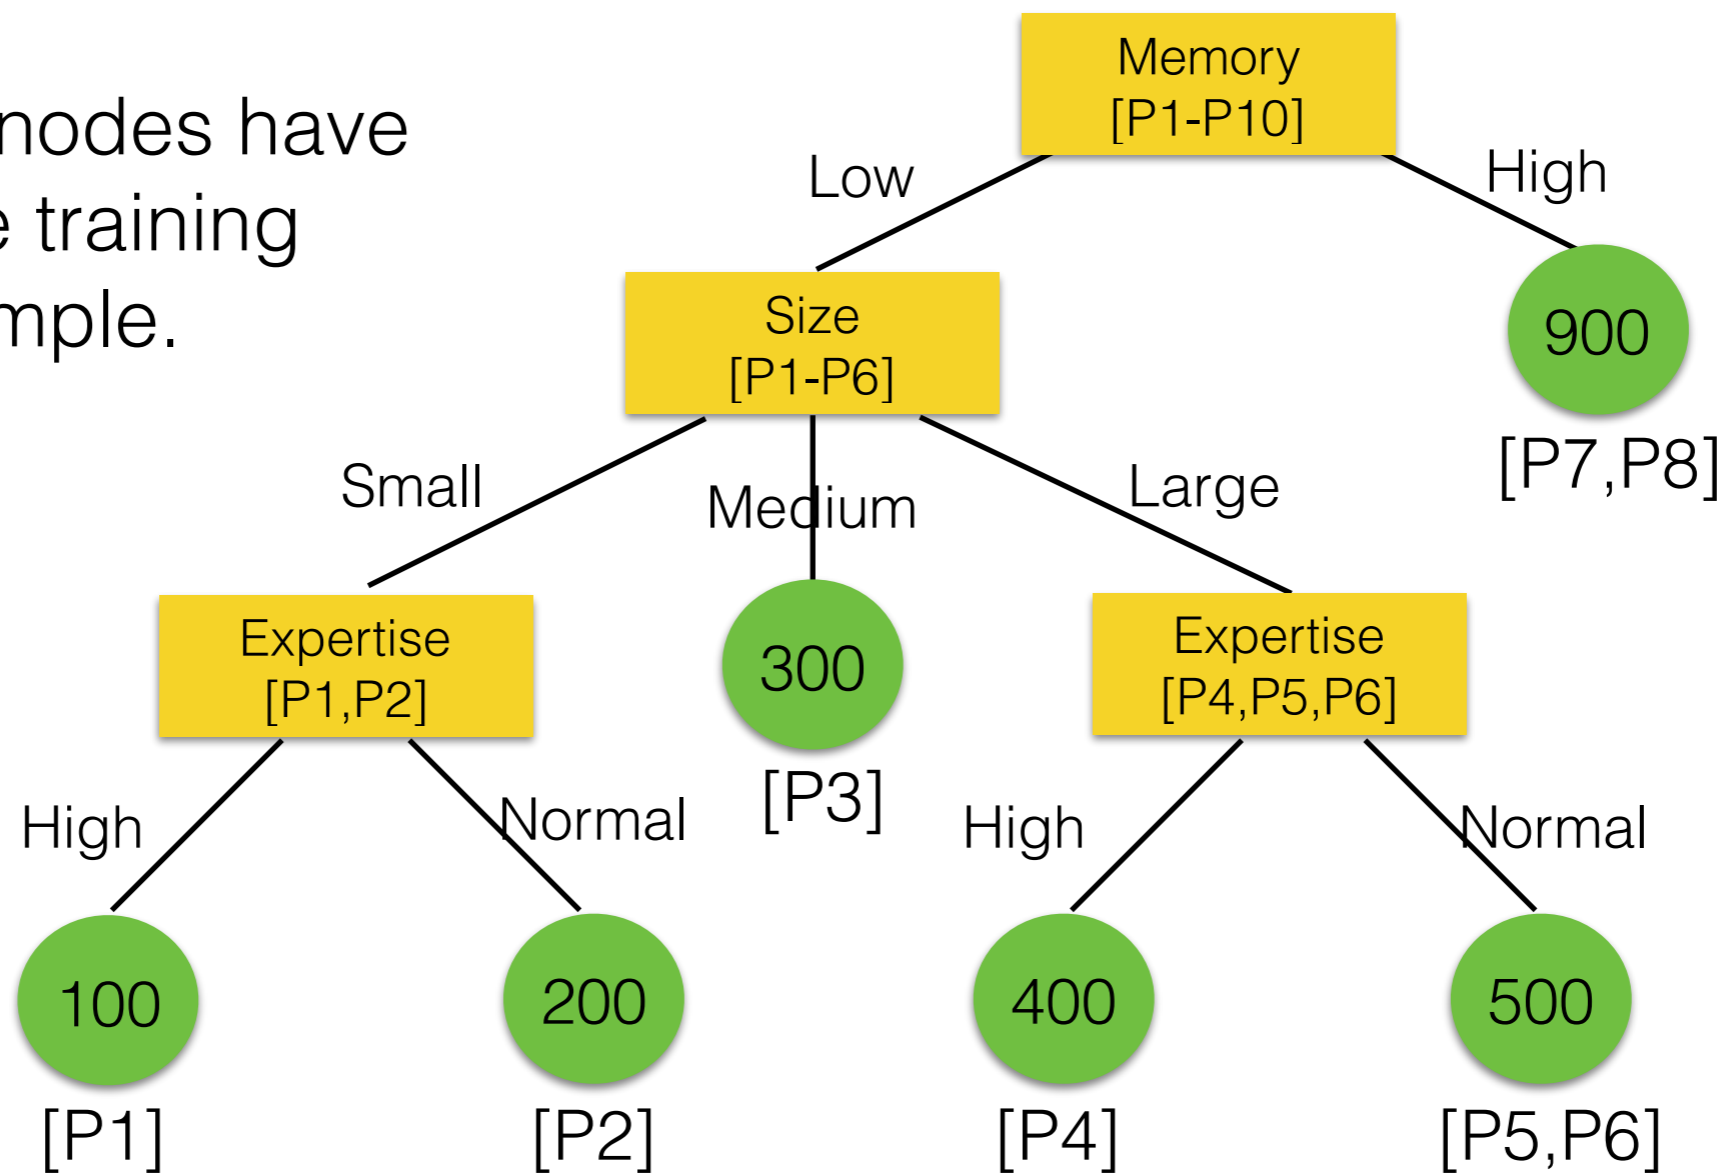 nodes have
training
Memory
[P1-P10]
Low
High
Size
[P1-P6]
900
[P7,P8]
Small
Medium
Large
Expertise
[P1,P2]
300
[P3]
Expertise
[P4,P5,P6]
High
Normal
High
Normal
100
200
400
500
[P1]
[P2]
[P4]
[P5,P6]